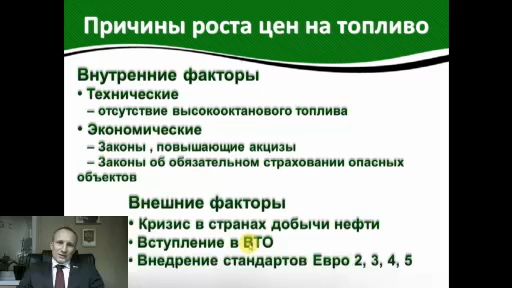 Причины роста цен на топливо
Внутренние факторы
• Технические
– отсутствие высокооктанового топлива
• Экономические
– Законы , повышающие акцизы
– Законы об обязательном страховании опасных
объектов
Внешние факторы
• Кризис в странах добычи нефти
• Вступление в ВТО
• Внедрение стандартов Евро 2, 3, 4, 5